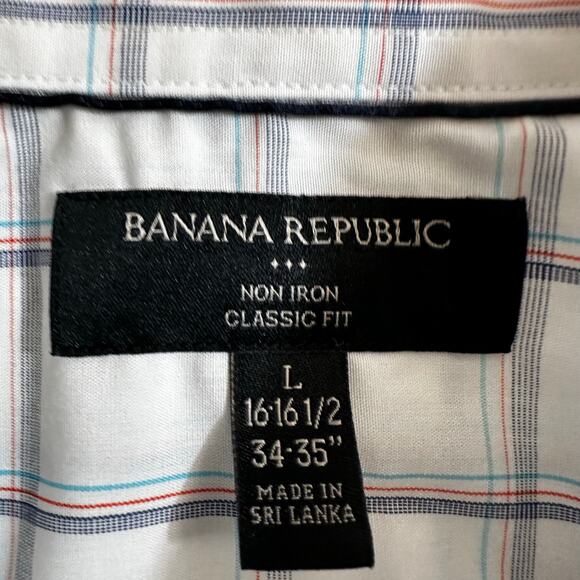 BANANA REPUBLIC
NON IRON
CLASSIC FIT
L
16·16 1/2
34·35”
MADE IN
SRI LANKA